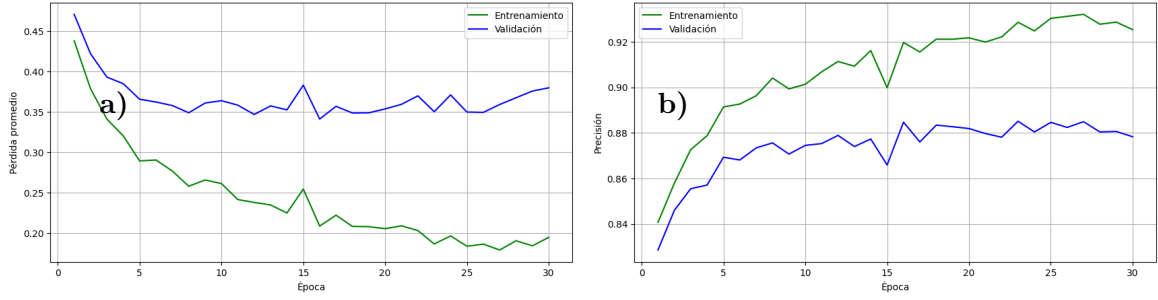 Entrenamiento
Validación
a)
Pérdida promedio
0.45
0.40
0.35
0.30
0.25
0.20
0
5
10
15
20
25
30
Época
Entrenamiento
Validación
b)
Precisión
0.92
0.90
0.88
0.86
0.84
0
5
10
15
20
25
30
Época